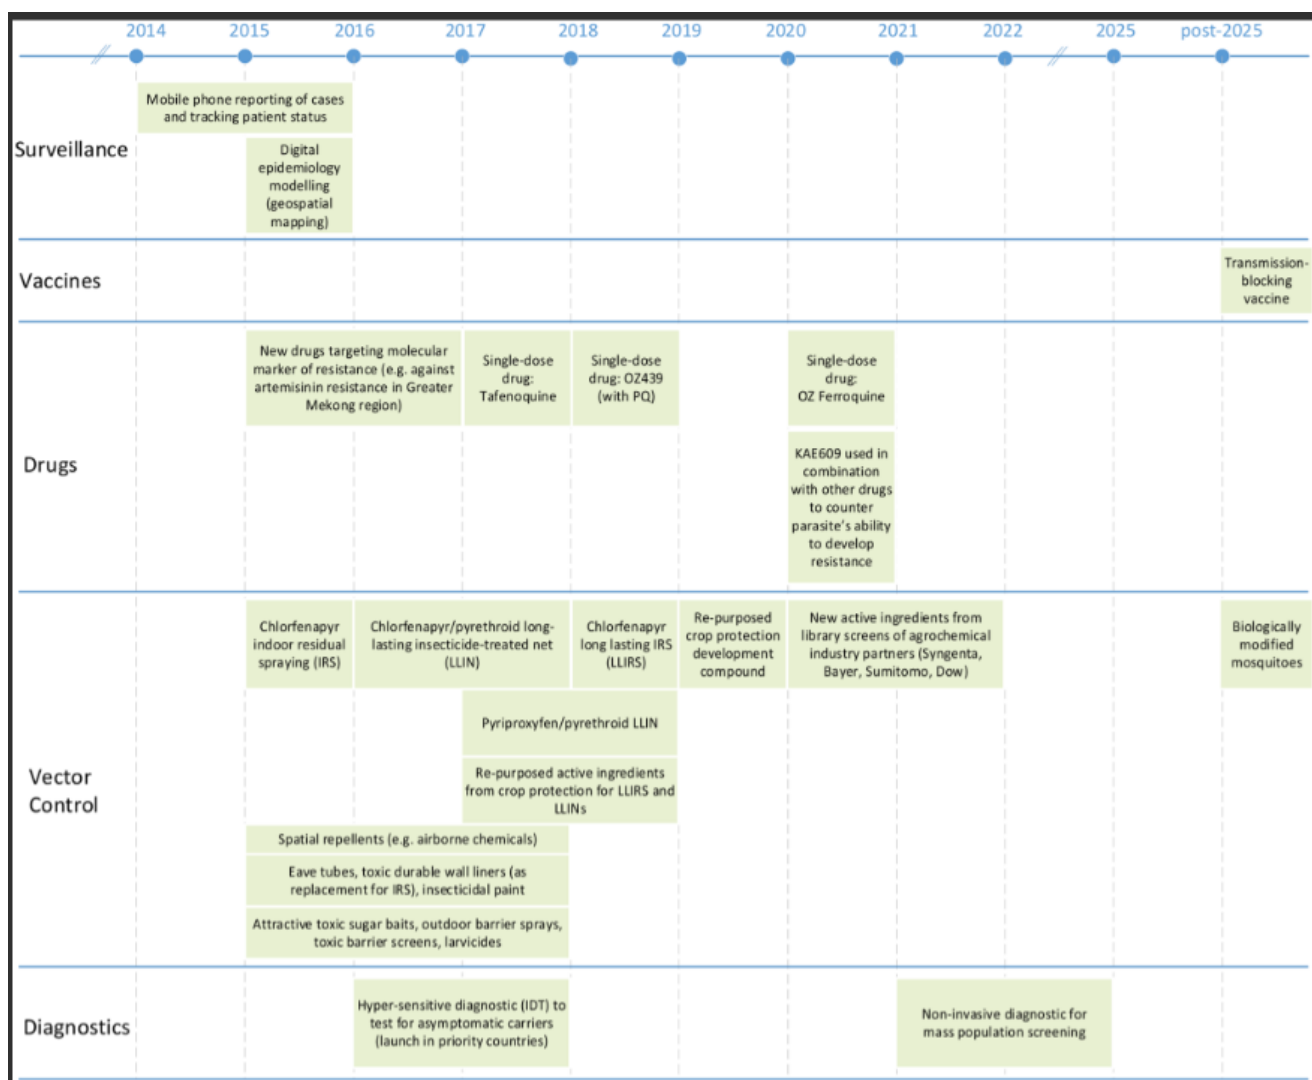 2014 2015 2016 2017 2018 2019 2020 2021 2022 2025 post-2025
Surveillance
Mobile phone reporting of cases
and tracking patient status
Digital
epidemiology
modelling
(geospatial
mapping)
Vaccines
Transmission-
blocking
vaccine
Drugs
New drugs targeting molecular
marker of resistance (e.g. against
artemisinin resistance in Greater
Mekong region)
Single-dose
drug:
Tafenoquine
Single-dose
drug: OZ439
(with PQ)
Single-dose
drug:
OZ Ferroquine
KAE609 used in
combination
with other drugs
to counter
parasite's ability
to develop
resistance
Vector
Control
Chlorfenapyr
indoor residual
spraying (IRS)
Chlorfenapyr/pyrethroid long-
lasting insecticide-treated net
(LLIN)
Chlorfenapyr
long lasting IRS
(LLIRS)
Re-purposed
crop protection
development
compound
New active ingredients from
library screens of agrochemical
industry partners (Syngenta,
Bayer, Sumitomo, Dow)
Biologically
modified
mosquitoes
Pyriproxyfen/pyrethroid LLIN
Re-purposed active ingredients
from crop protection for LLIRS and
LLINs
Spatial repellents (e.g. airborne chemicals)
Eave tubes, toxic durable wall liners (as
replacement for IRS), insecticidal paint
Attractive toxic sugar baits, outdoor barrier sprays,
toxic barrier screens, larvicides
Diagnostics
Hyper-sensitive diagnostic (IDT) to
test for asymptomatic carriers
(launch in priority countries)
Non-invasive diagnostic for
mass population screening